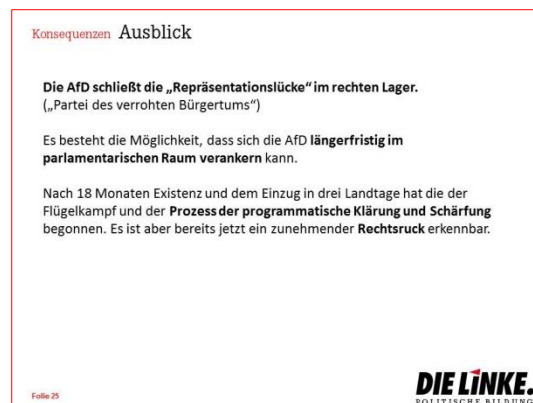 Konsequenzen Ausblick
Die AfD schließt die „Repräsentationslücke“ im rechten Lager.
(„Partei des verrohten Bürgertums“)
Es besteht die Möglichkeit, dass sich die AfD längerfristig im
parlamentarischen Raum verankern kann.
Nach 18 Monaten Existenz und dem Einzug in drei Landtage hat die der
Flügelkampf und der Prozess der programmatische Klärung und Schärfung
begonnen. Es ist aber bereits jetzt ein zunehmender Rechtsruck erkennbar.
Folie 25
DIE LINKE.
POLITISCHE BILDUNG